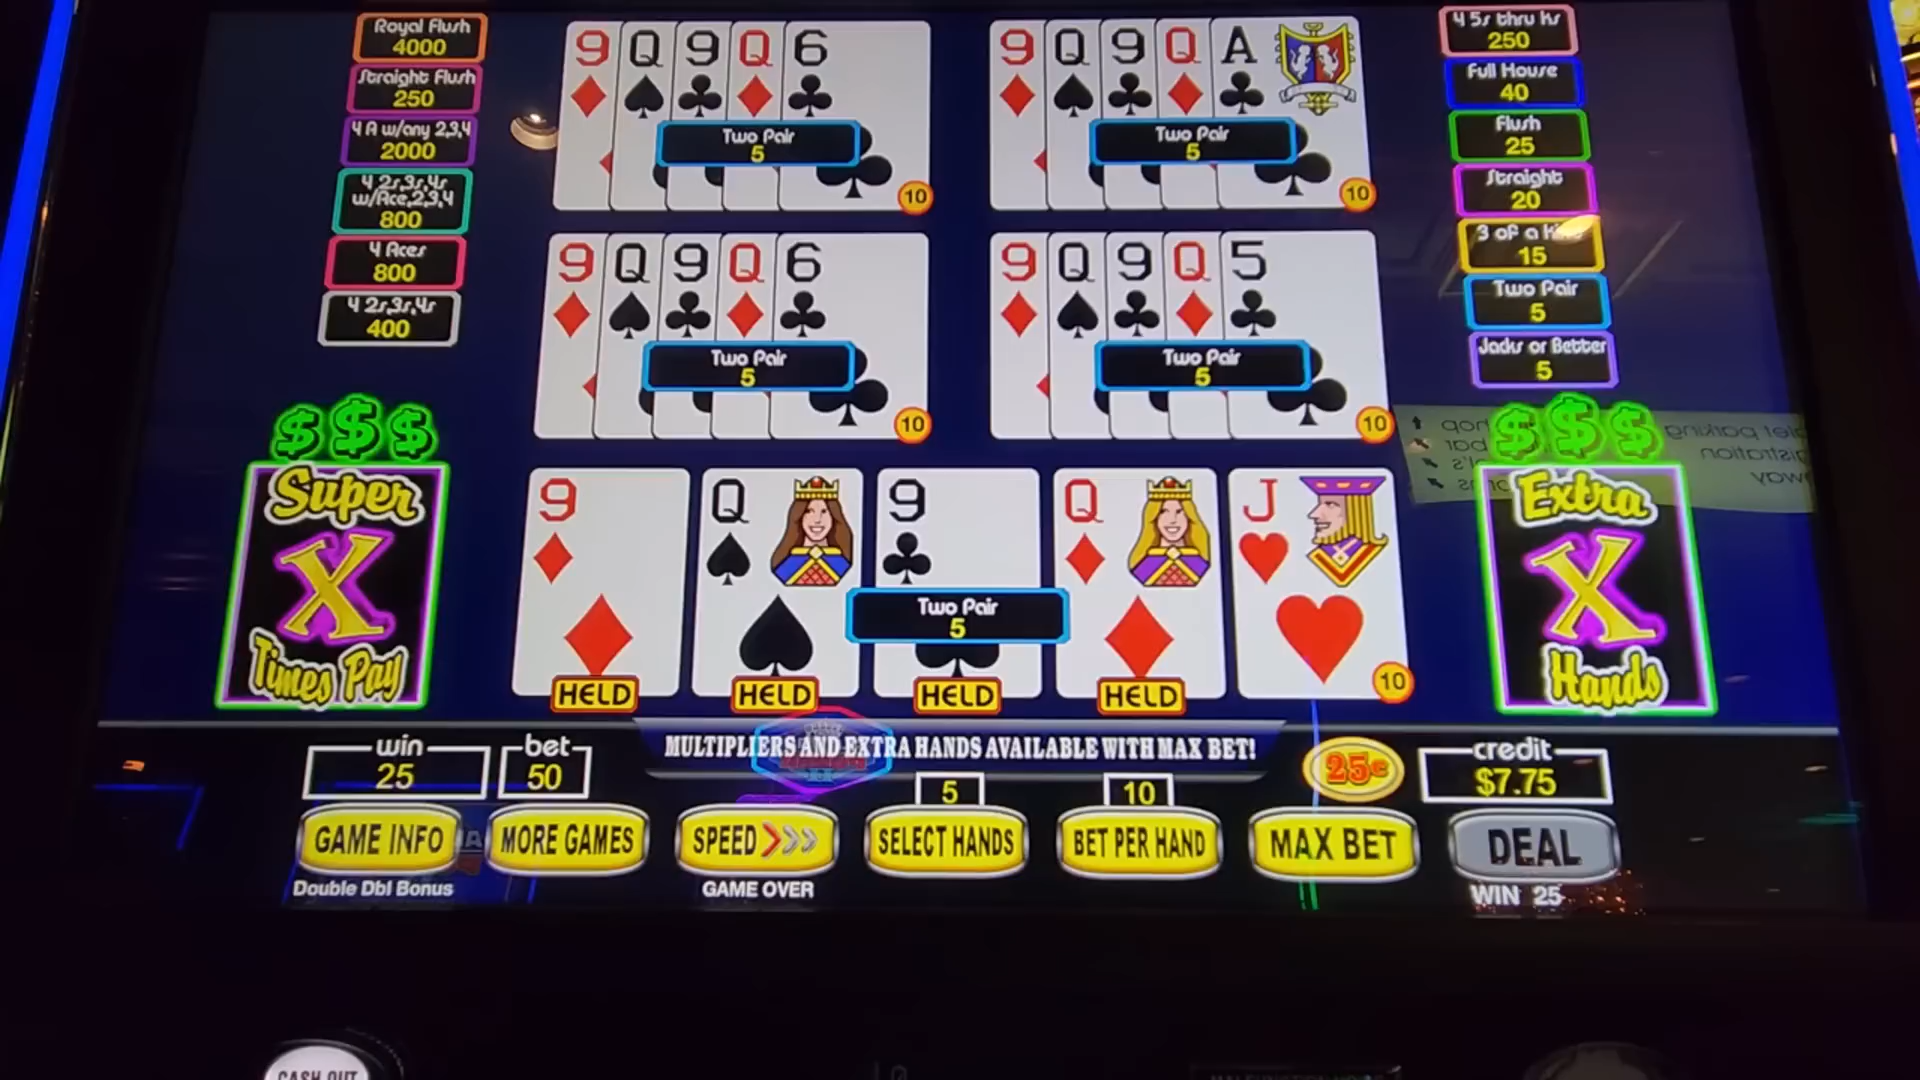 Royal Flush
4000
Straight Flush
250
4 A w/any 2,3,4
2000
4 2s,3s,4s
w/Ace,2,3,4
800
4 Aces
800
4 2s,3s,4s
400
9 Q 9 Q 6
Two Pair
5
10
9 Q 9 Q A
Two Pair
5
10
4 5s thru Ks
250
Full House
40
Flush
25
Straight
20
3 of a
15
Two Pair
5
Jacks or Better
5
9 Q 9 Q 6
Two Pair
5
10
9 Q 9 Q 5
Two Pair
5
10
$$$
Super
X
Times Pay
9 Q 9 Q J
Two Pair
5
HELD HELD HELD HELD
10
$$$
Extra
X
Hands
MULTIPLIERS AND EXTRA HANDS AVAILABLE WITH MAX BET!
win
25
bet
50
5
10
25¢
credit
$7.75
GAME INFO
MORE GAMES
SPEED
SELECT HANDS
BET PER HAND
MAX BET
DEAL
Double Dbl Bonus
GAME OVER
WIN 25
CASH OUT